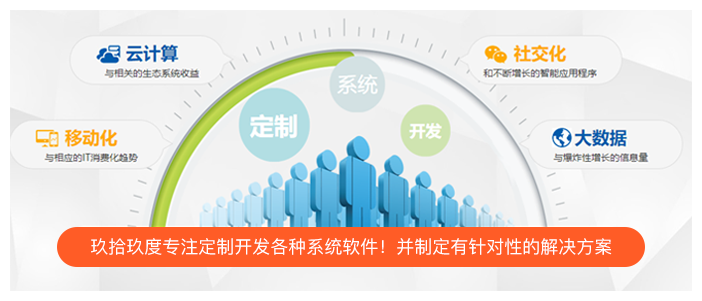 云计算
与相关的生态系统收益
社交化
和不断增长的智能应用程序
系统
定制
开发
移动化
与相应的IT消费化趋势
大数据
与爆炸性增长的信息量
玖拾玖度专注定制开发各种系统软件！并制定有针对性的解决方案